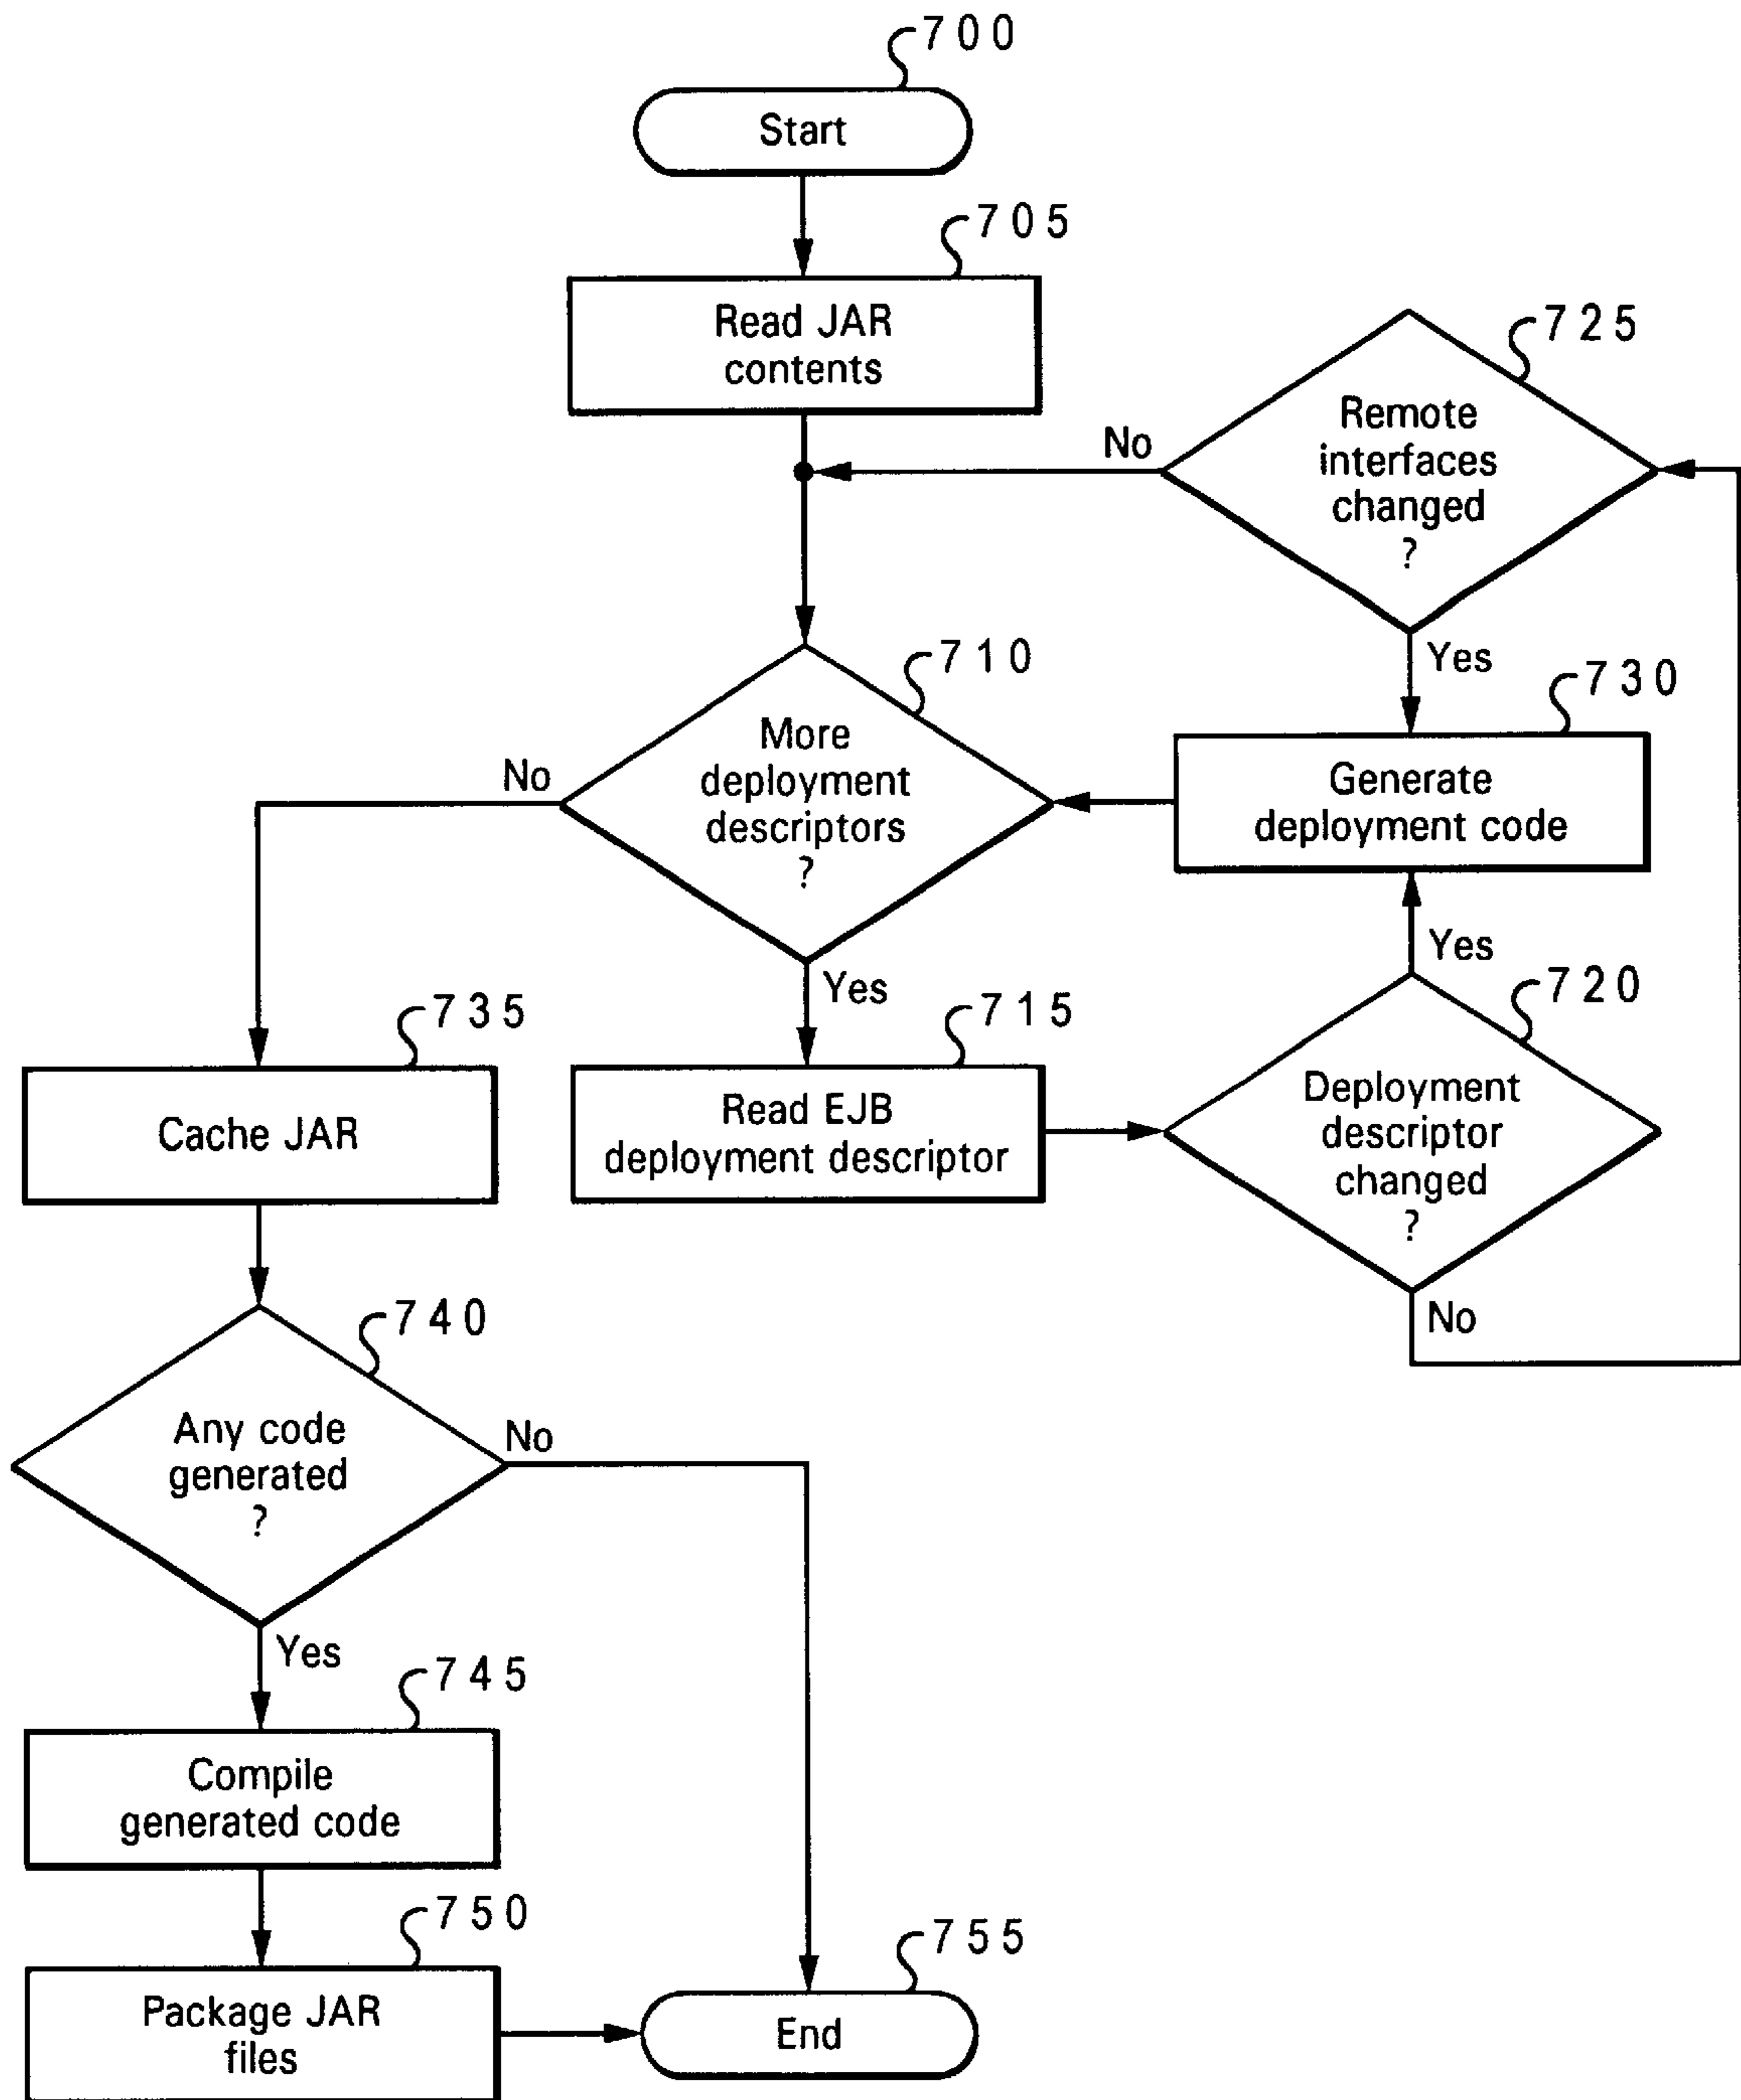 700
Start
705
Read JAR
contents
725
Remote
interfaces
changed
?
No
Yes
710
More
deployment
descriptors
?
No
Yes
730
Generate
deployment code
Yes
720
Deployment
descriptor
changed
?
No
715
Read EJB
deployment descriptor
735
Cache JAR
740
Any code
generated
?
No
Yes
745
Compile
generated code
750
Package JAR
files
755
End